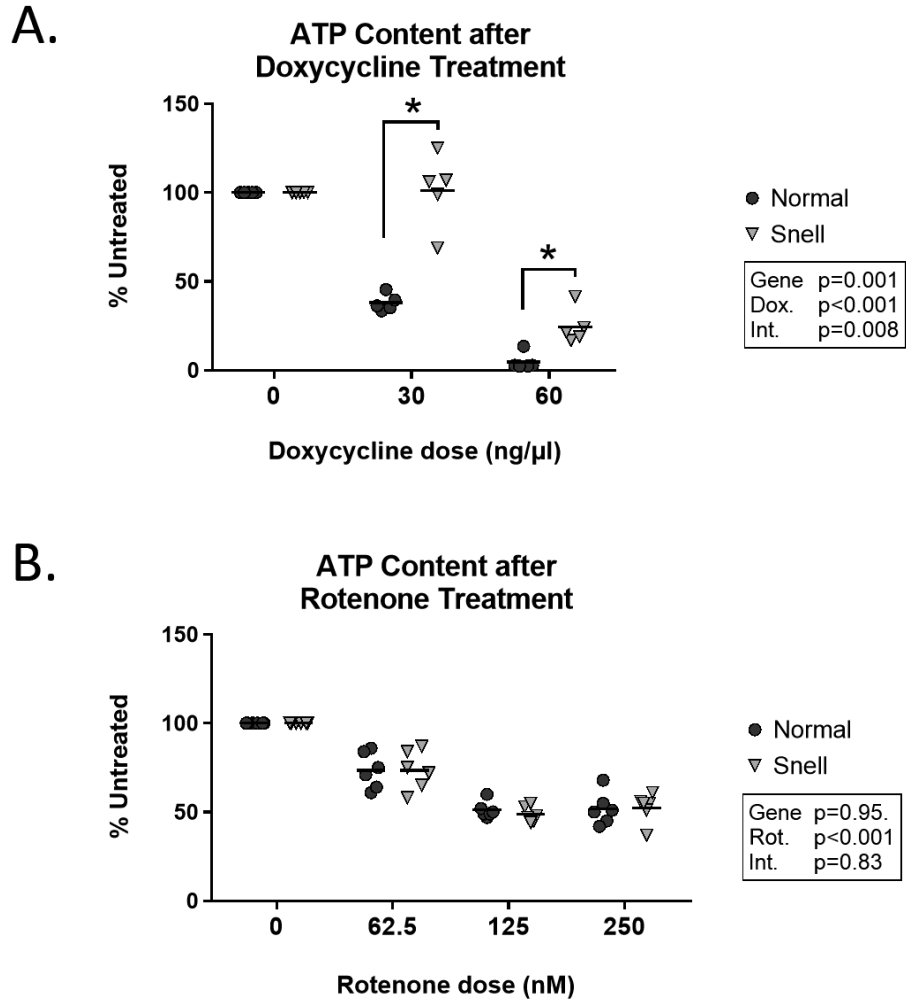 A.
ATP Content after
Doxycycline Treatment
150
100
50
0
% Untreated
*
*
0 30 60
Doxycycline dose (ng/µl)
Normal
Snell
Gene p=0.001
Dox. p<0.001
Int. p=0.008
B.
ATP Content after
Rotenone Treatment
150
100
50
0
% Untreated
0 62.5 125 250
Rotenone dose (nM)
Normal
Snell
Gene p=0.95.
Rot. p<0.001
Int. p=0.83